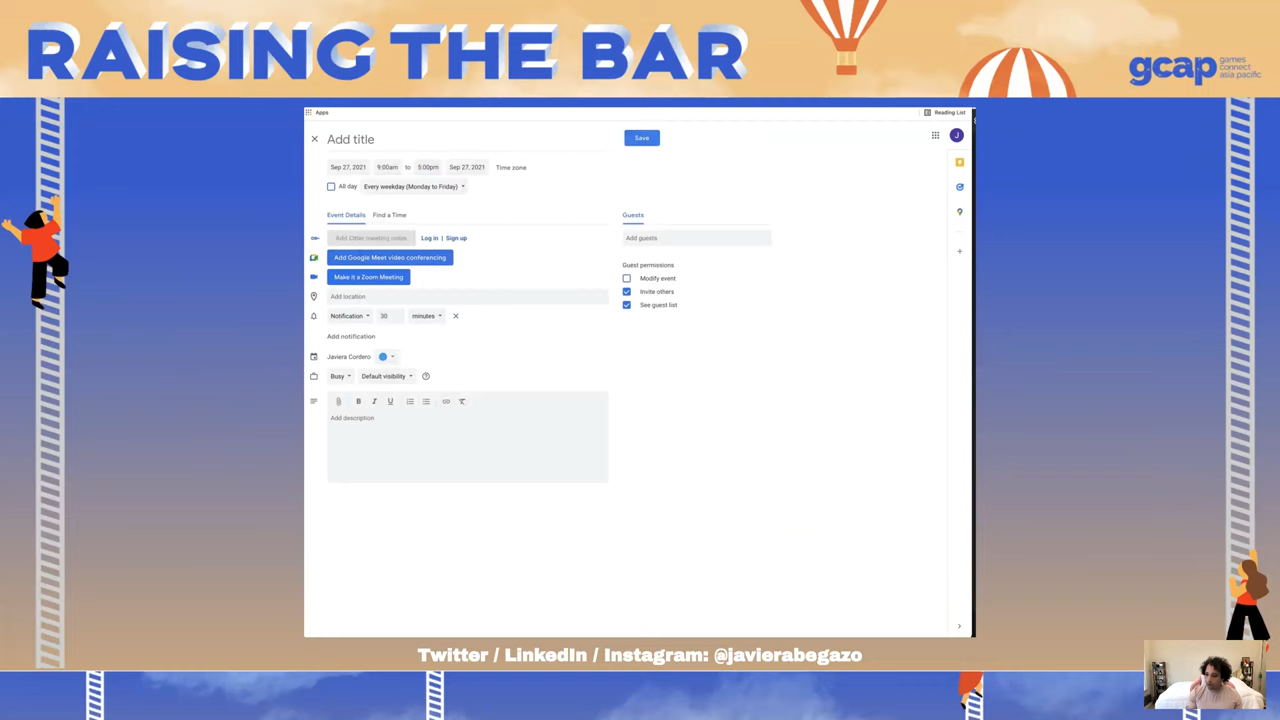 RAISING THE BAR
gcap games connect asia pacific
Apps
Reading List
Add title
Save
J
Sep 27, 2021 9:00am to 5:00pm Sep 27, 2021 Time zone
All day Every weekday (Monday to Friday)
Event Details Find a Time
Guests
Add Otter meeting notes Log in | Sign up
Add guests
Add Google Meet video conferencing
Guest permissions
Make it a Zoom Meeting
Modify event
Add location
Invite others
See guest list
Notification 30 minutes
Add notification
Javiera Cordero
Busy Default visibility
B I U
Add description
Twitter / LinkedIn / Instagram: @javierabegazo